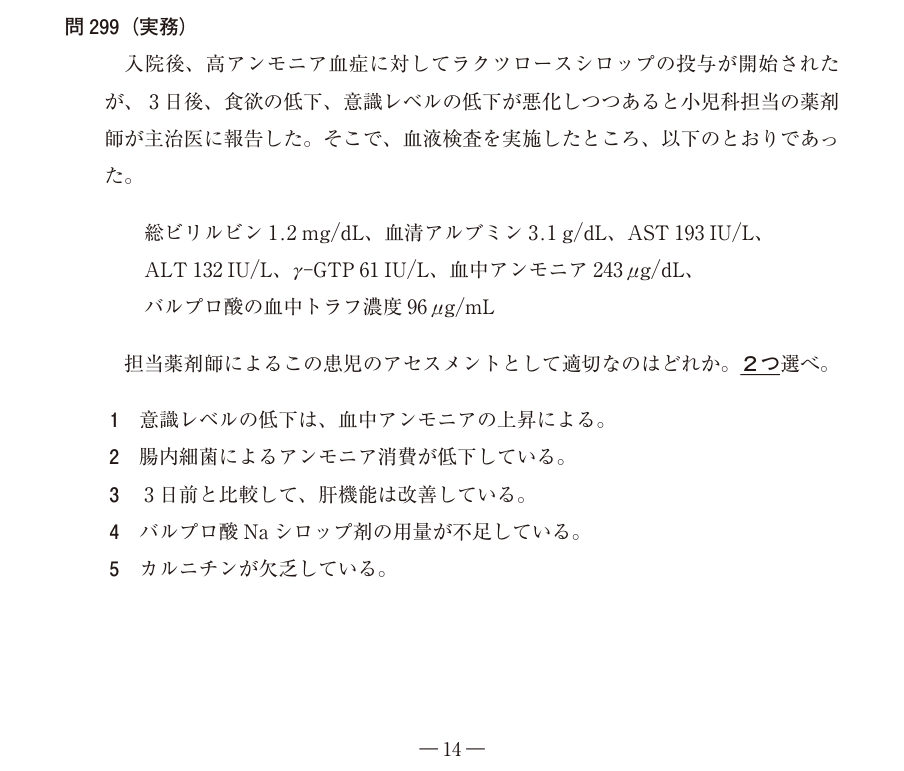 問 299(実務)
入院後、高アンモニア血症に対してラクツロースシロップの投与が開始された
が、3日後、食欲の低下、意識レベルの低下が悪化しつつあると小児科担当の薬剤
師が主治医に報告した。そこで、血液検査を実施したところ、以下のとおりであっ
た。
総ビリルビン 1.2 mg/dL、血清アルブミン 3.1 g/dL、AST 193 IU/L、
ALT 132 IU/L、γ-GTP 61 IU/L、血中アンモニア 243 μg/dL、
バルプロ酸の血中トラフ濃度 96 μg/mL
担当薬剤師によるこの患児のアセスメントとして適切なのはどれか。2つ選べ。
1 意識レベルの低下は、血中アンモニアの上昇による。
2 腸内細菌によるアンモニア消費が低下している。
3 3日前と比較して、肝機能は改善している。
4 バルプロ酸 Na シロップ剤の用量が不足している。
5 カルニチンが欠乏している。
― 14 ―